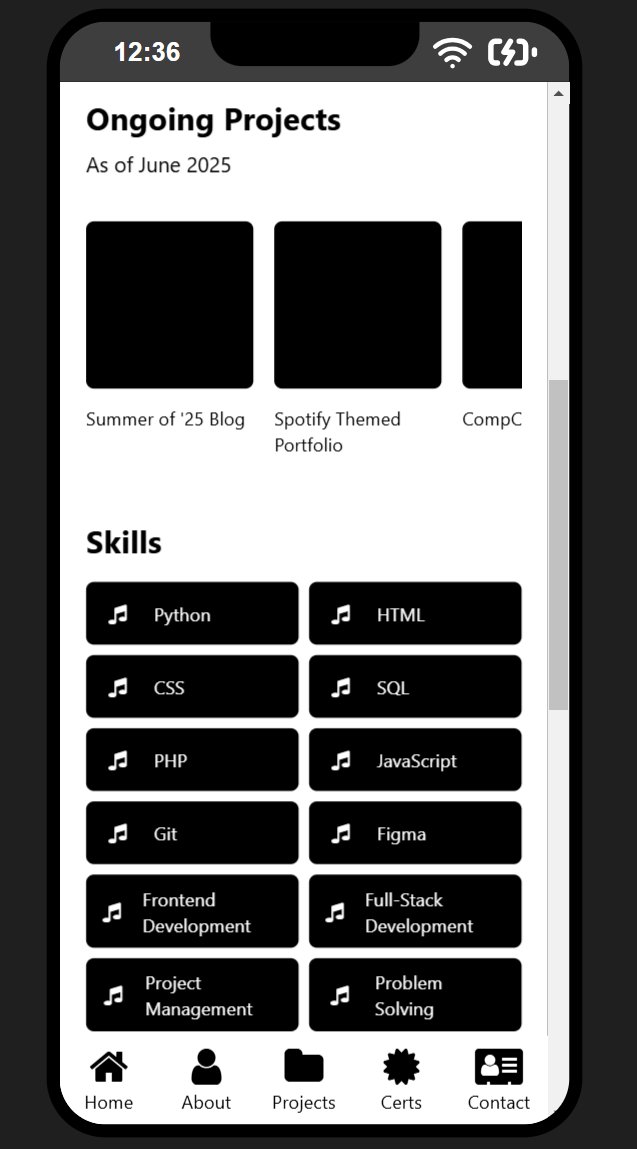 12:36
Ongoing Projects
As of June 2025
Summer of '25 Blog
Spotify Themed
Portfolio
CompC
Skills
Python
HTML
CSS
SQL
PHP
JavaScript
Git
Figma
Frontend
Development
Full-Stack
Development
Project
Management
Problem
Solving
Home
About
Projects
Certs
Contact